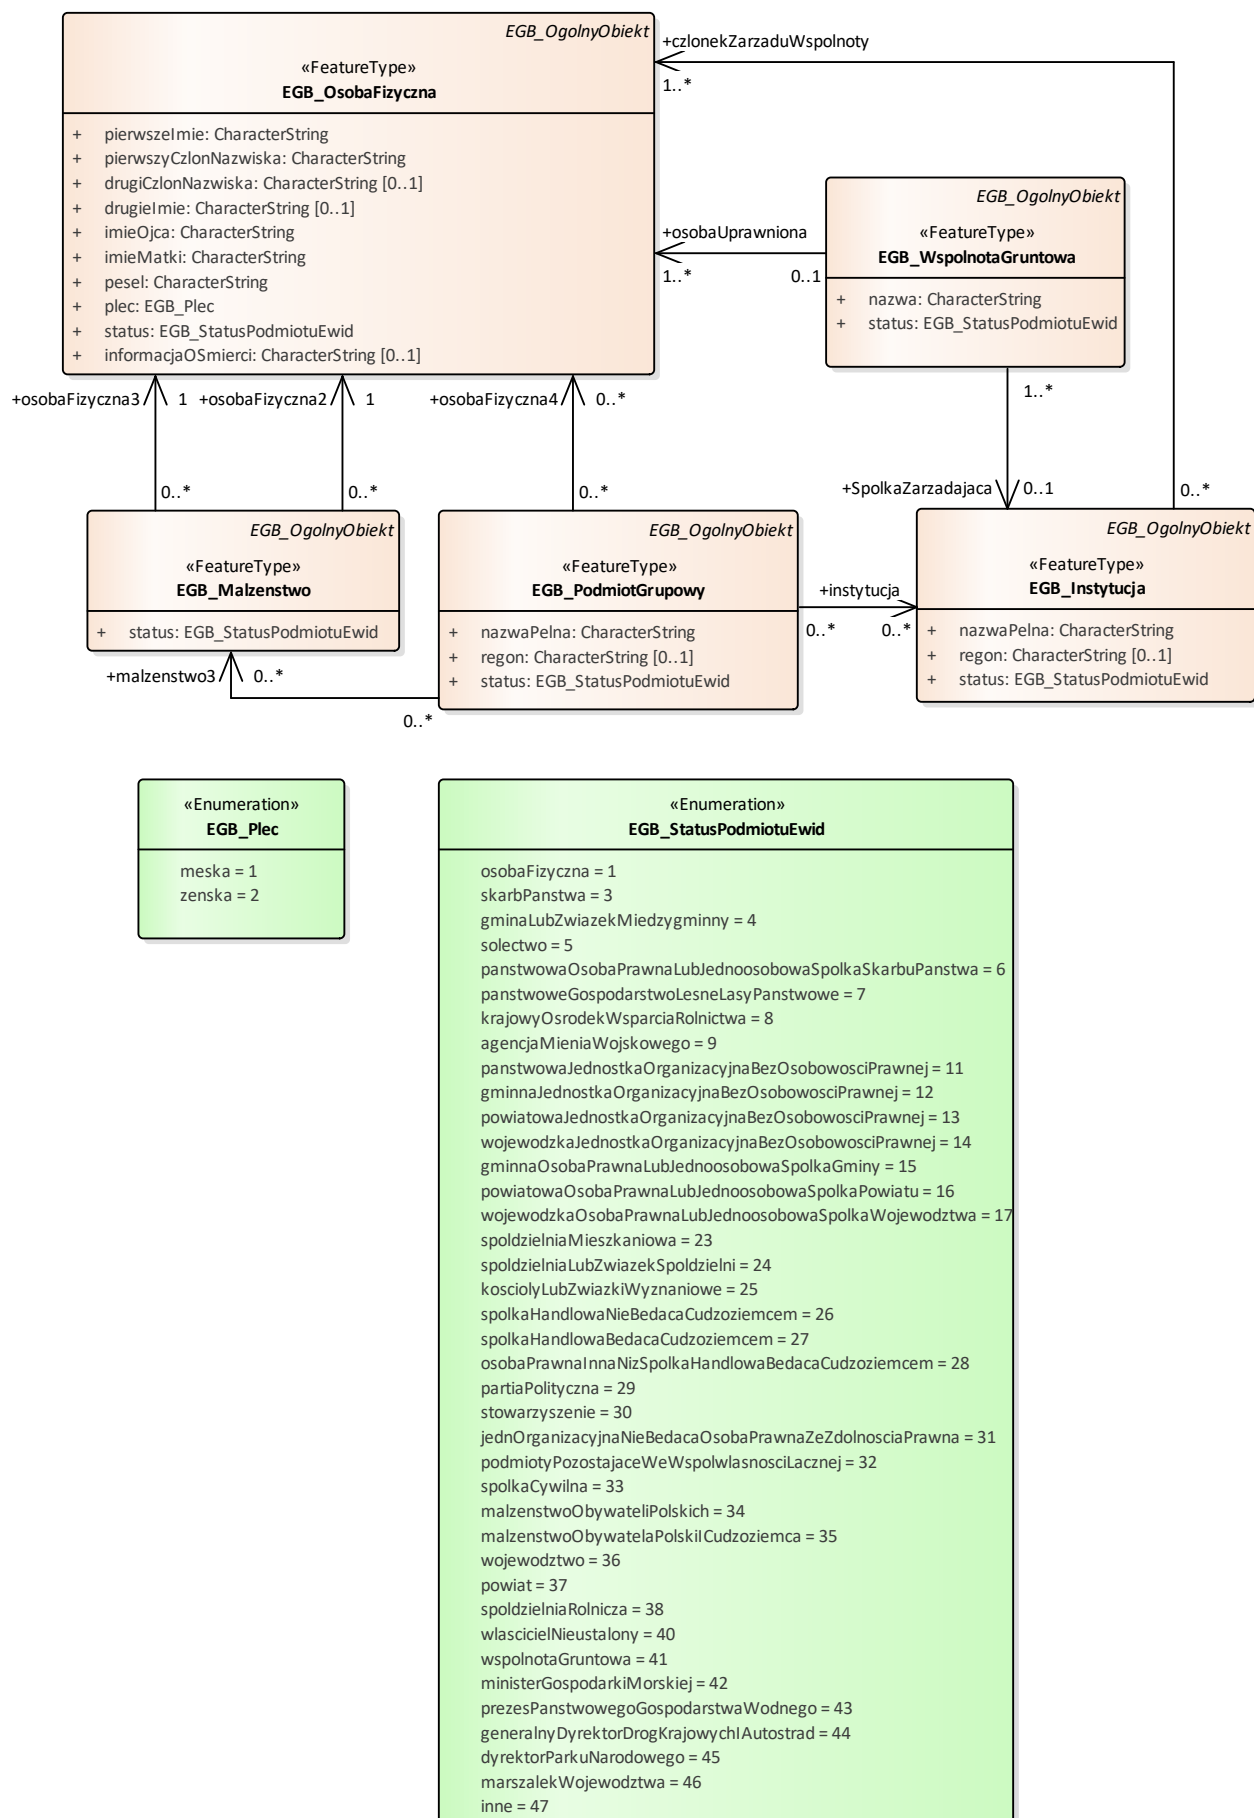 EGB_OgolnyObiekt
«FeatureType»
EGB_OsobaFizyczna
+ pierwszeImie: CharacterString
+ pierwszyCzlonNazwiska: CharacterString
+ drugiCzlonNazwiska: CharacterString [0..1]
+ drugieImie: CharacterString [0..1]
+ imieOjca: CharacterString
+ imieMatki: CharacterString
+ pesel: CharacterString
+ plec: EGB_Plec
+ status: EGB_StatusPodmiotuEwid
+ informacjaOSmierci: CharacterString [0..1]
+członekZarzaduWspolnoty
1..*
EGB_OgolnyObiekt
«FeatureType»
EGB_WspolnotaGruntowa
+ nazwa: CharacterString
+ status: EGB_StatusPodmiotuEwid
+osobaUprawniona
1..* 0..1
+osobaFizyczna3 1 +osobaFizyczna2 1 +osobaFizyczna4 0..*
1..*
0..* 0..* 0..*
+SpolkaZarzadajaca 0..1 0..*
EGB_OgolnyObiekt
«FeatureType»
EGB_Malzenstwo
+ status: EGB_StatusPodmiotuEwid
EGB_OgolnyObiekt
«FeatureType»
EGB_PodmiotGrupowy
+ nazwaPelna: CharacterString
+ regon: CharacterString [0..1]
+ status: EGB_StatusPodmiotuEwid
+instytucja
0..* 0..*
EGB_OgolnyObiekt
«FeatureType»
EGB_Instytucja
+ nazwaPelna: CharacterString
+ regon: CharacterString [0..1]
+ status: EGB_StatusPodmiotuEwid
+malzenstwo3 0..*
0..*
«Enumeration»
EGB_Plec
meska = 1
zenska = 2
«Enumeration»
EGB_StatusPodmiotuEwid
osobaFizyczna = 1
skarbPanstwa = 3
gminaLubZwiazekMiedzygminny = 4
solectwo = 5
panstwowaOsobaPrawnaLubJednoosobowaSpolkaSkarbuPanstwa = 6
panstwoweGospodarstwoLesneLasyPanstwowe = 7
krajowyOsrodekWsparciaRolnictwa = 8
agencjaMieniaWojskowego = 9
panstwowaJednostkaOrganizacyjnaBezOsobowosciPrawnej = 11
gminnaJednostkaOrganizacyjnaBezOsobowosciPrawnej = 12
powiatowaJednostkaOrganizacyjnaBezOsobowosciPrawnej = 13
wojewodzkaJednostkaOrganizacyjnaBezOsobowosciPrawnej = 14
gminnaOsobaPrawnaLubJednoosobowaSpolkaGminy = 15
powiatowaOsobaPrawnaLubJednoosobowaSpolkaPowiatu = 16
wojewodzkaOsobaPrawnaLubJednoosobowaSpolkaWojewodztwa = 17
spoldzielniaMieszkaniowa = 23
spoldzielniaLubZwiazekSpoldzielni = 24
koscioly​LubZwiazkiWyznaniowe = 25
spolkaHandlowaNieBedacaCudzoziemcem = 26
spolkaHandlowaBedacaCudzoziemcem = 27
osobaPrawnaInnaNizSpolkaHandlowaBedacaCudzoziemcem = 28
partiaPolityczna = 29
stowarzyszenie = 30
jednOrganizacyjnaNieBedacaOsobaPrawnaZeZdolnosciaPrawna = 31
podmiotyPozostajaceWeWspolwlasnosciLacznej = 32
spolkaCywilna = 33
malzenstwoObywateliPolskich = 34
malzenstwoObywatelaPolskiICudzoziemca = 35
wojewodztwo = 36
powiat = 37
spoldzielniaRolnicza = 38
wlascicielNieustalony = 40
wspolnotaGruntowa = 41
ministerGospodarkiMorskiej = 42
prezesPanstwowegoGospodarstwaWodnego = 43
generalnyDyrektorDrogKrajowychIAutostrad = 44
dyrektorParkuNarodowego = 45
marszalekWojewodztwa = 46
inne = 47